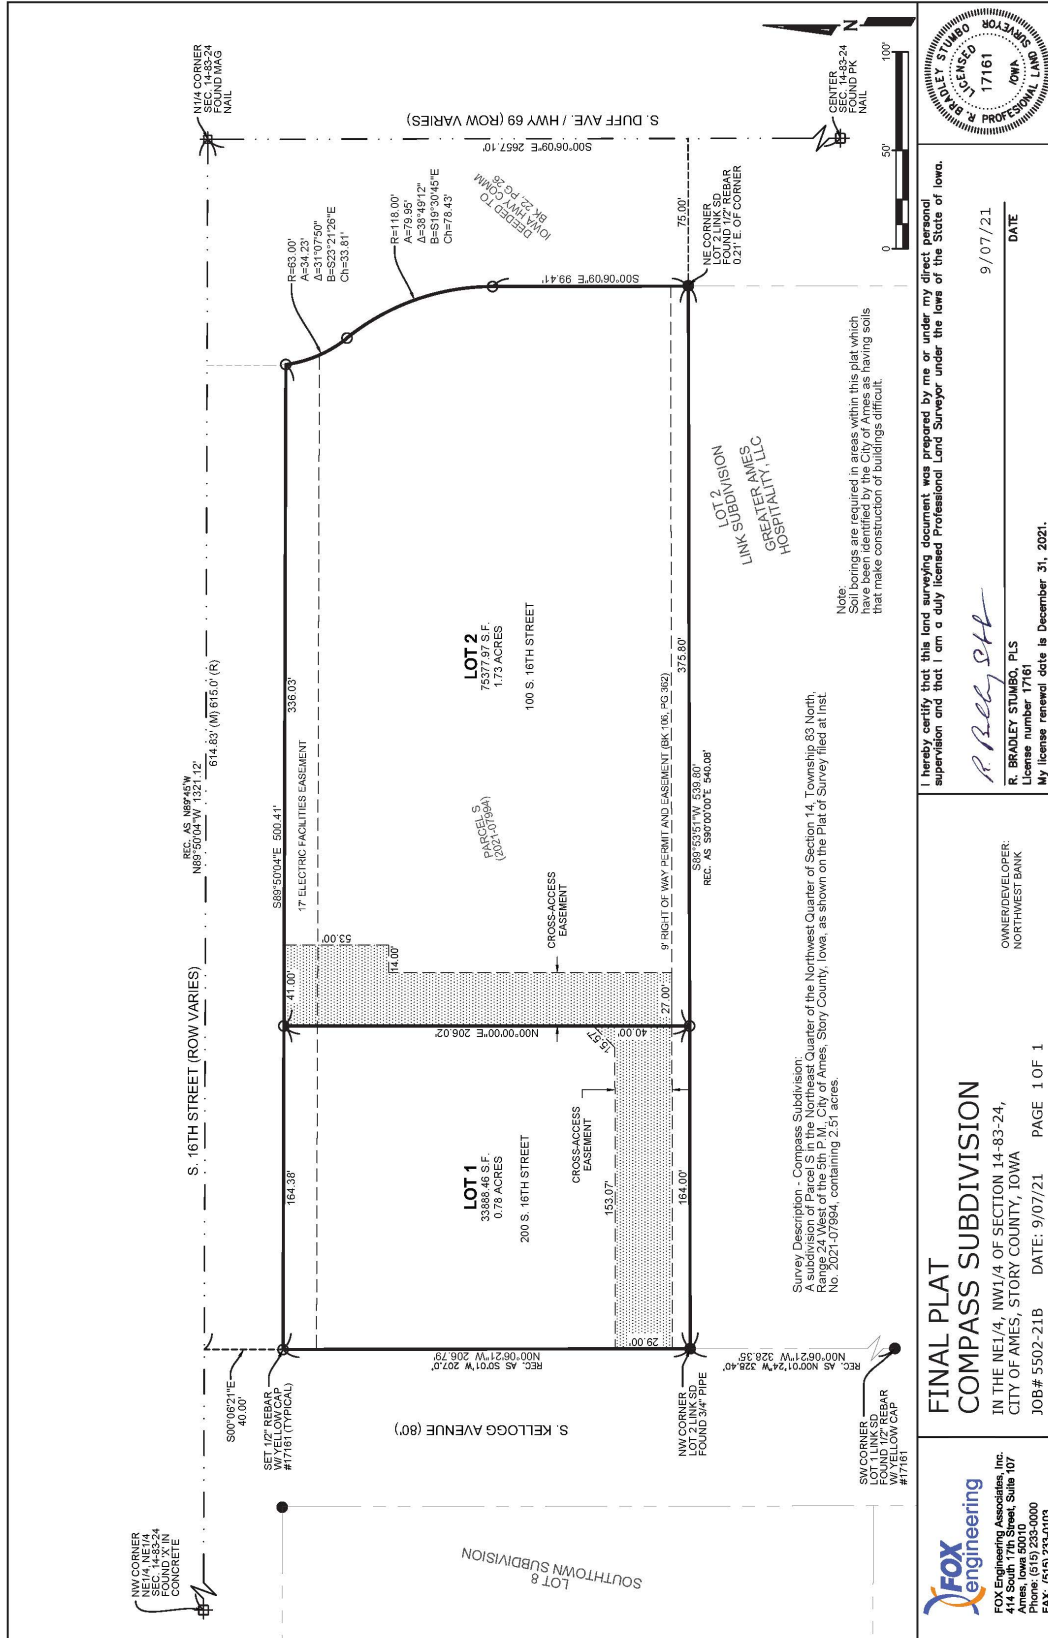 NW CORNER
NE1/4, NE1/4
SEC. 14-83-24
FOUND 'X' IN
CONCRETE
S00°06'21"E
40.00'
S. 16TH STREET (ROW VARIES)
REC. AS N89°45'W
N89°50'04"W 1321.12'
614.83' (M) 615.0' (R)
N1/4 CORNER
SEC. 14-83-24
FOUND MAG
NAIL
SET 1/2" REBAR
W/ YELLOW CAP
#17161 (TYPICAL)
164.38'
S89°50'04"E 500.41'
336.03'
41.00'
17' ELECTRIC FACILITIES EASEMENT
53.00'
14.00'
R=63.00'
A=34.23'
Δ=31°07'50"
B=S23°21'26"E
Ch=33.81'
R=118.00'
A=79.95'
Δ=38°49'12"
B=S19°30'45"E
Ch=78.43'
DEEDED TO
IOWA HWY COMM
BK 22, PG 26
S. DUFF AVE. / HWY 69 (ROW VARIES)
S00°06'09"E 2657.10'
S00°06'09"E 99.41'
75.00'
S. KELLOGG AVENUE (80')
REC. AS S0°01'W 207.0'
N00°06'21"W 206.79'
LOT 1
33888.46 S.F.
0.78 ACRES
200 S. 16TH STREET
N00°00'00"E 206.02'
PARCEL S
(2021-07994)
LOT 2
75377.97 S.F.
1.73 ACRES
100 S. 16TH STREET
CROSS-ACCESS
EASEMENT
CROSS-ACCESS
EASEMENT
153.07'
15.57'
40.00'
27.00'
29.00'
9' RIGHT OF WAY PERMIT AND EASEMENT (BK 106, PG 362)
164.00'
375.80'
S89°53'51"W 539.80'
REC. AS S90°00'00"E 540.08'
NE CORNER
LOT 2 LINK SD
FOUND 1/2" REBAR
0.21' E. OF CORNER
NW CORNER
LOT 2 LINK SD
FOUND 3/4" PIPE
REC. AS N00°01'24"W 328.40'
N00°06'21"W 328.35'
SW CORNER
LOT 1 LINK SD
FOUND 1/2" REBAR
W/ YELLOW CAP
#17161
LOT 8
SOUTHTOWN SUBDIVISION
LOT 2
LINK SUBDIVISION
GREATER AMES
HOSPITALITY, LLC
CENTER
SEC. 14-83-24
FOUND PK
NAIL
N
0
50'
100'
Survey Description - Compass Subdivision:
A subdivision of Parcel S in the Northeast Quarter of the Northwest Quarter of Section 14, Township 83 North,
Range 24 West of the 5th P.M., City of Ames, Story County, Iowa, as shown on the Plat of Survey filed at Inst.
No. 2021-07994, containing 2.51 acres.
Note:
Soil borings are required in areas within this plat which
have been identified by the City of Ames as having soils
that make construction of buildings difficult.
FOX
engineering
FOX Engineering Associates, Inc.
414 South 17th Street, Suite 107
Ames, Iowa 50010
Phone: (515) 233-0000
FAX: (515) 233-0103
FINAL PLAT
COMPASS SUBDIVISION
IN THE NE1/4, NW1/4 OF SECTION 14-83-24,
CITY OF AMES, STORY COUNTY, IOWA
JOB# 5502-21B DATE: 9/07/21 PAGE 1 OF 1
OWNER/DEVELOPER:
NORTHWEST BANK
I hereby certify that this land surveying document was prepared by me or under my direct personal
supervision and that I am a duly licensed Professional Land Surveyor under the laws of the State of Iowa.
9/07/21
R. BRADLEY STUMBO, PLS
DATE
License number 17161
My license renewal date is December 31, 2021.
R. BRADLEY STUMBO
LICENSED
17161
IOWA
PROFESIONAL LAND SURVEYOR